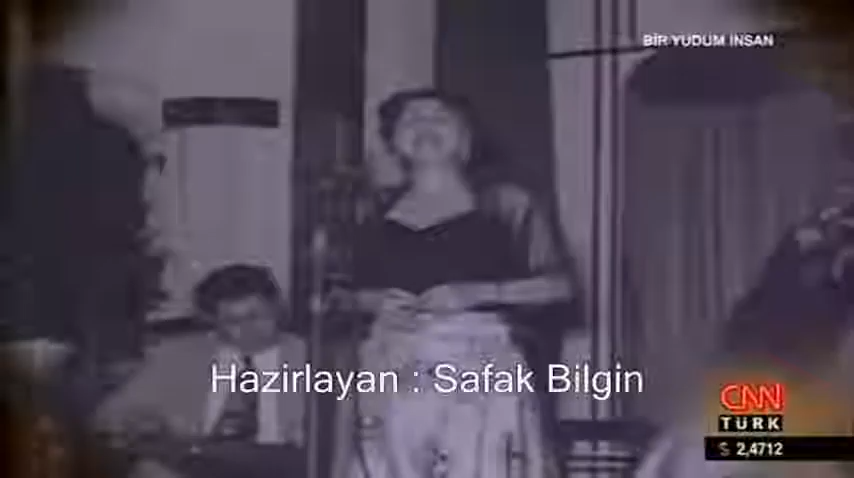 BİR YUDUM İNSAN
Hazirlayan : Safak Bilgin
CNN
TÜRK
$ 2,4712